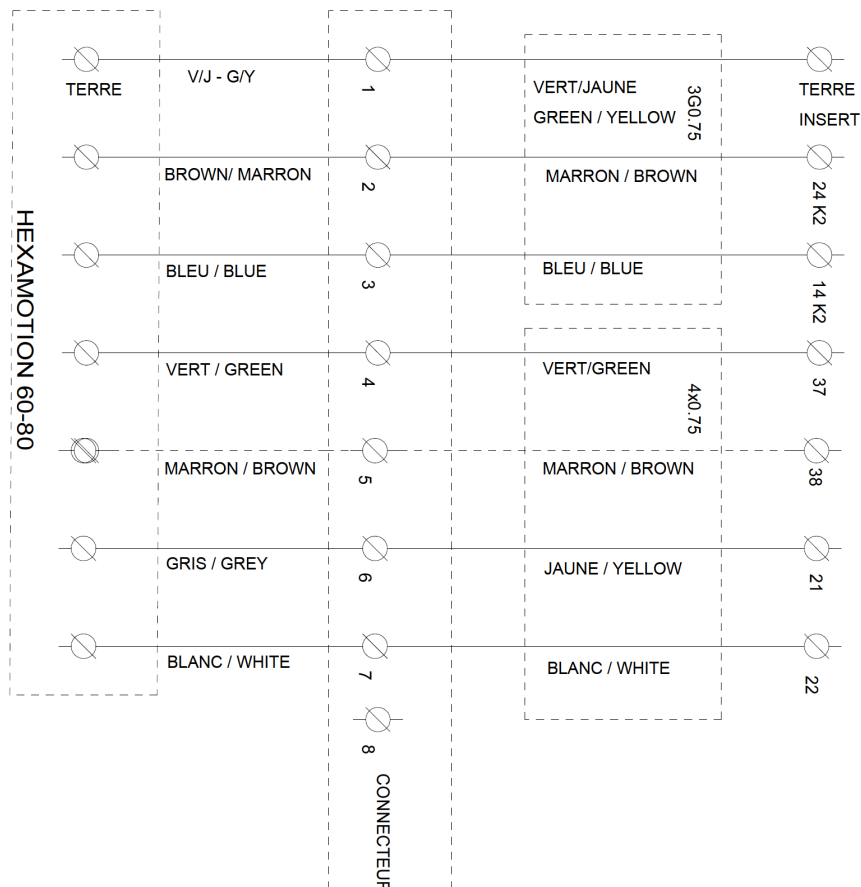 V/J - G/Y
TERRE
1
VERT/JAUNE
GREEN / YELLOW
3G0.75
TERRE
INSERT
BROWN/ MARRON
2
MARRON / BROWN
24 K2
HEXAMOTION 60-80
BLEU / BLUE
3
BLEU / BLUE
14 K2
VERT / GREEN
4
VERT/GREEN
4x0.75
37
MARRON / BROWN
5
MARRON / BROWN
38
GRIS / GREY
6
JAUNE / YELLOW
21
BLANC / WHITE
7
BLANC / WHITE
22
8
CONNECTEUR